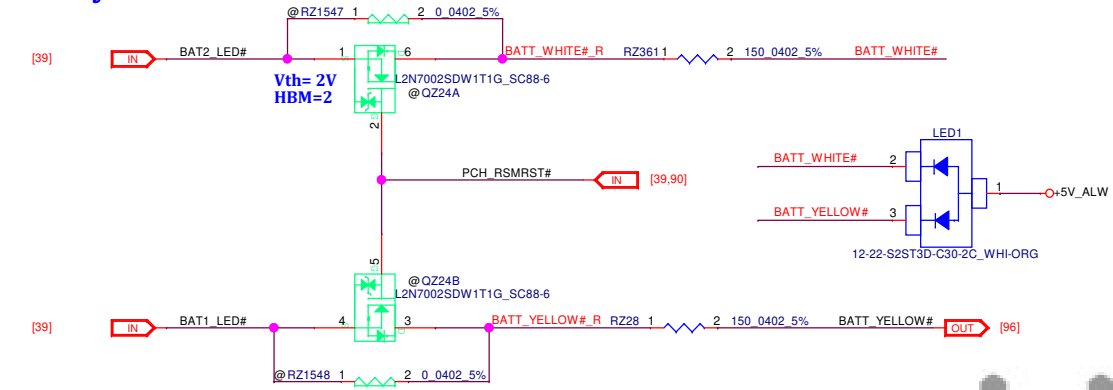 @RZ1547 1 2 0_0402_5%
[39] IN BAT2_LED# 1 6 BATT_WHITE#_R RZ361 1 2 150_0402_5% BATT_WHITE#
Vth= 2V
HBM=2
L2N7002SDW1T1G_SC88-6
@QZ24A
2
LED1
BATT_WHITE# 2
PCH_RSMRST# IN [39,90]
1 +5V_ALW
BATT_YELLOW# 3
12-22-S2ST3D-C30-2C_WHI-ORG
5
@QZ24B
L2N7002SDW1T1G_SC88-6
[39] IN BAT1_LED# 4 3 BATT_YELLOW#_R RZ28 1 2 150_0402_5% BATT_YELLOW# OUT [96]
@RZ1548 1 2 0_0402_5%